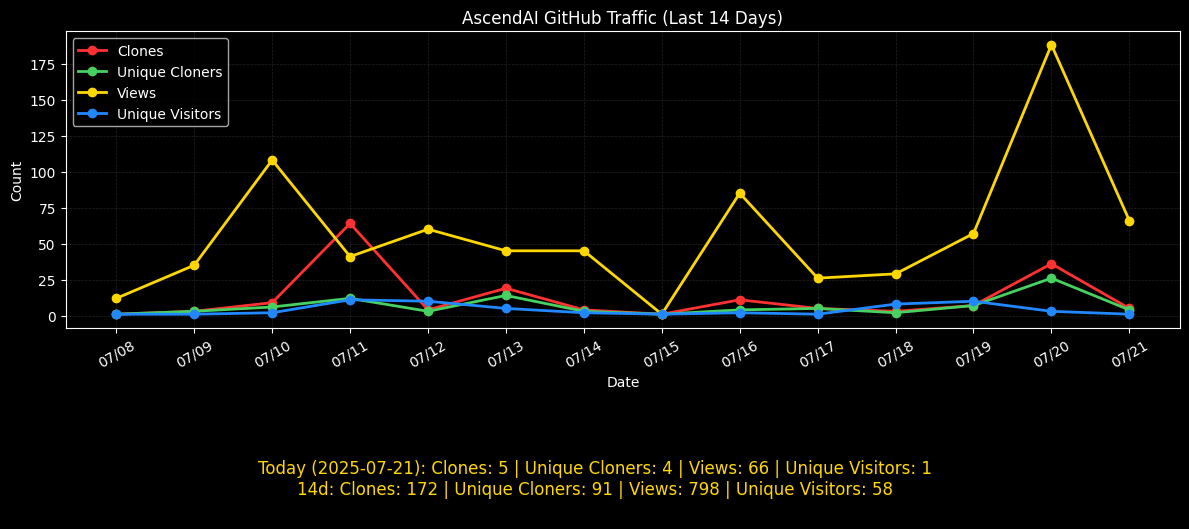 AscendAI GitHub Traffic (Last 14 Days)
Clones
Unique Cloners
Views
Unique Visitors
Count
175
150
125
100
75
50
25
0
07/08 07/09 07/10 07/11 07/12 07/13 07/14 07/15 07/16 07/17 07/18 07/19 07/20 07/21
Date
Today (2025-07-21): Clones: 5 | Unique Cloners: 4 | Views: 66 | Unique Visitors: 1
14d: Clones: 172 | Unique Cloners: 91 | Views: 798 | Unique Visitors: 58